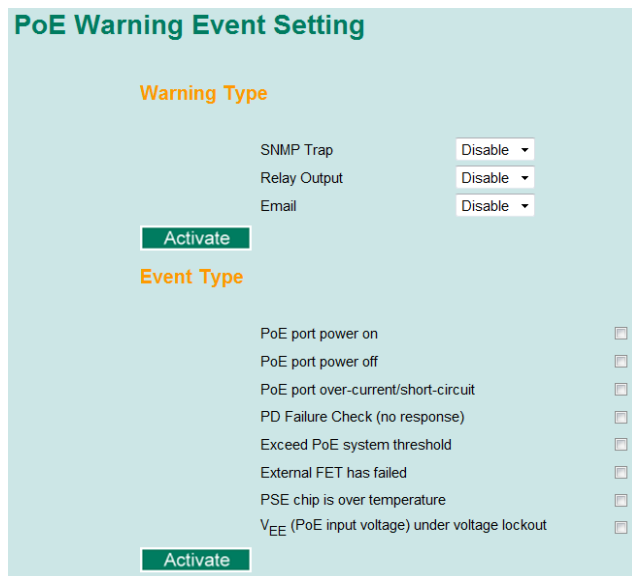 PoE Warning Event Setting
Warning Type
SNMP Trap Disable
Relay Output Disable
Email Disable
Activate
Event Type
PoE port power on
PoE port power off
PoE port over-current/short-circuit
PD Failure Check (no response)
Exceed PoE system threshold
External FET has failed
PSE chip is over temperature
VEE (PoE input voltage) under voltage lockout
Activate